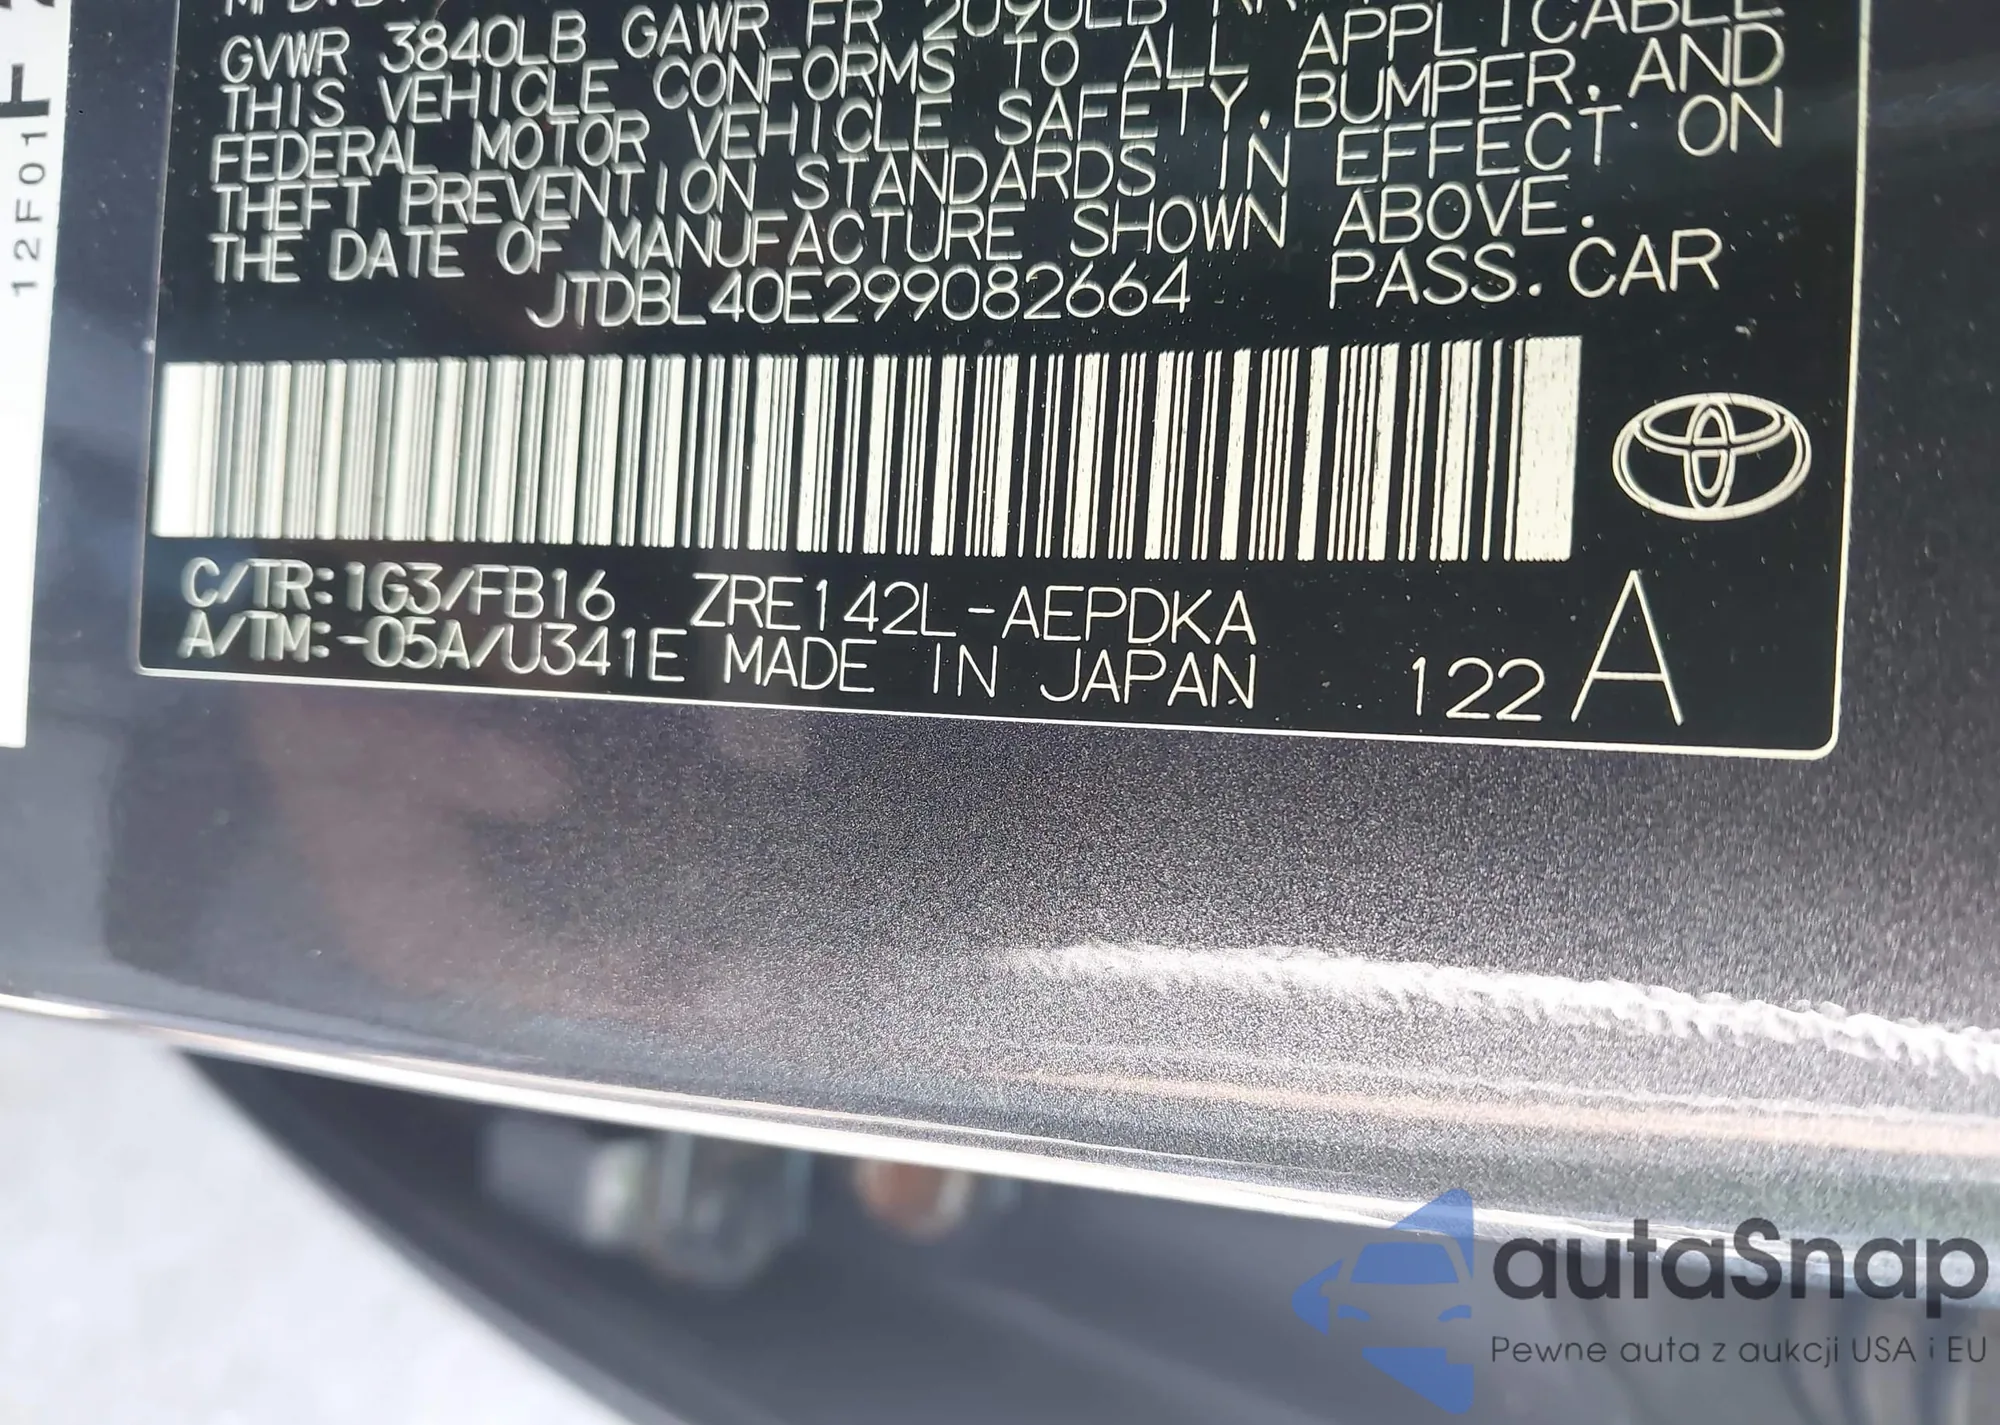 GVWR 3840LB GAWR FR 2090LB
THIS VEHICLE CONFORMS TO ALL APPLICABLE
FEDERAL MOTOR VEHICLE SAFETY, BUMPER, AND
THEFT PREVENTION STANDARDS IN EFFECT ON
THE DATE OF MANUFACTURE SHOWN ABOVE.
JTDBL40E299082664 PASS. CAR
C/TR:1G3/FB16 ZRE142L-AEPDKA
A/TM:-05A/U341E MADE IN JAPAN 122 A
12F01
autaSnap
Pewne auta z aukcji USA i EU